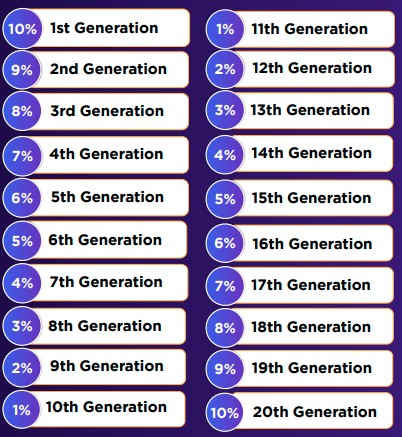 10% 1st Generation
9% 2nd Generation
8% 3rd Generation
7% 4th Generation
6% 5th Generation
5% 6th Generation
4% 7th Generation
3% 8th Generation
2% 9th Generation
1% 10th Generation
1% 11th Generation
2% 12th Generation
3% 13th Generation
4% 14th Generation
5% 15th Generation
6% 16th Generation
7% 17th Generation
8% 18th Generation
9% 19th Generation
10% 20th Generation